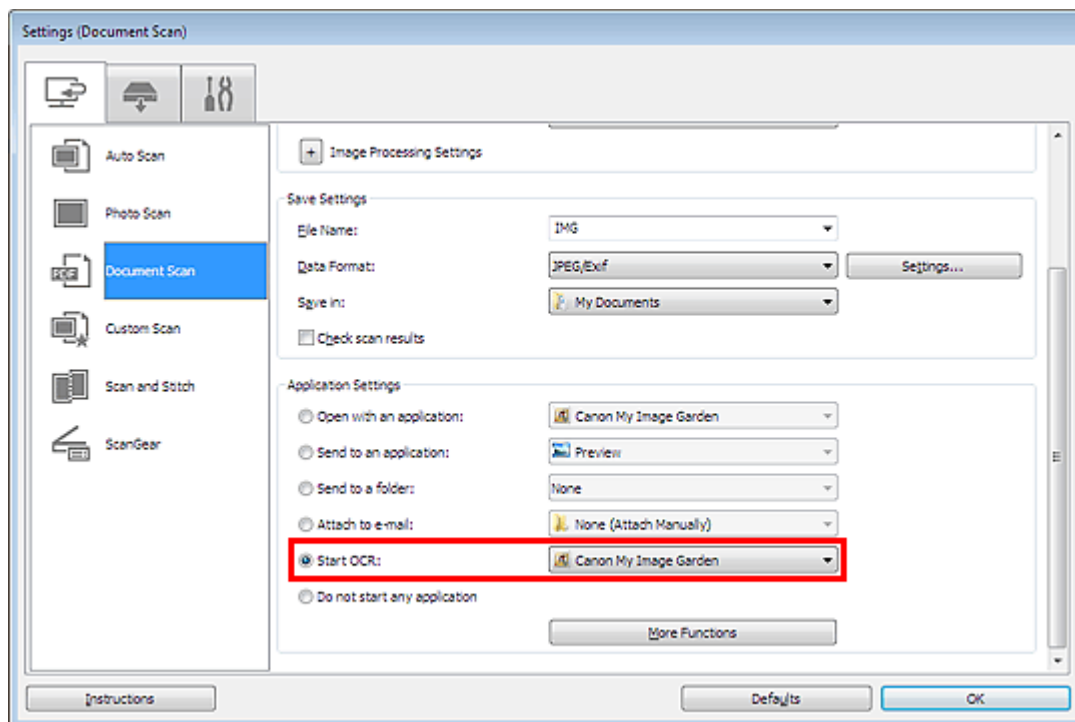 Settings (Document Scan)
Auto Scan
Photo Scan
PDF
Document Scan
Custom Scan
Scan and Stitch
ScanGear
+ Image Processing Settings
Save Settings
File Name: IMG
Data Format: JPEG/Exif Settings...
Save in: My Documents
Check scan results
Application Settings
Open with an application: Canon My Image Garden
Send to an application: Preview
Send to a folder: None
Attach to e-mail: None (Attach Manually)
Start OCR: Canon My Image Garden
Do not start any application
More Functions
Instructions Defaults OK